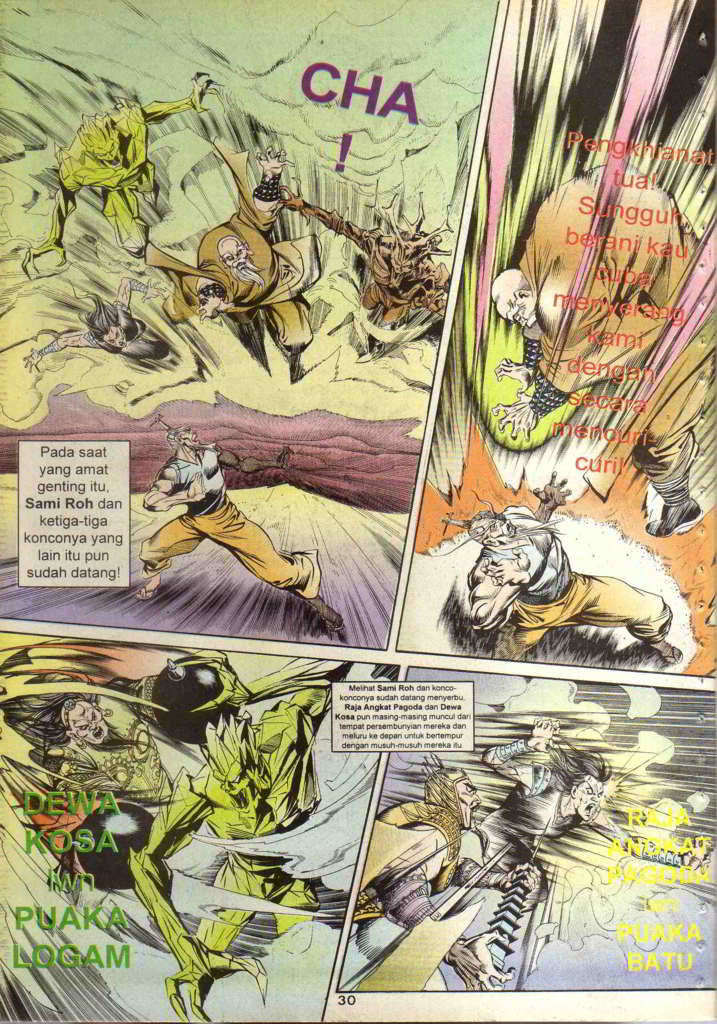 CHA
!
Pengkhianat
tua!
Sungguh
berani kau
cuba
menyerang
kami
dengan
secara
mencuri-
curi!
Pada saat
yang amat
genting itu,
Sami Roh dan
ketiga-tiga
konconya yang
lain itu pun
sudah datang!
Melihat Sami Roh dan konco-
konconya sudah datang menyerbu,
Raja Angkat Pagoda dan Dewa
Kosa pun masing-masing muncul dari
tempat persembunyian mereka dan
meluru ke depan untuk bertempur
dengan musuh-musuh mereka itu
DEWA
KOSA
lwn
PUAKA
LOGAM
RAJA
ANGKAT
PAGODA
lwn
PUAKA
BATU
30